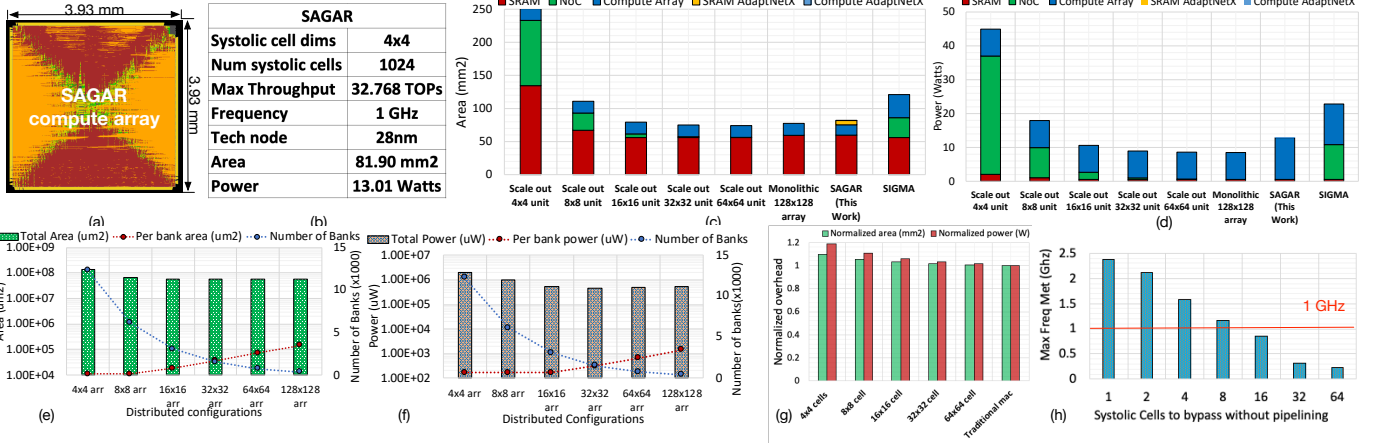 3.93 mm
3.93 mm
SAGAR
compute array
(a)
SAGAR
Systolic cell dims 4x4
Num systolic cells 1024
Max Throughput 32.768 TOPs
Frequency 1 GHz
Tech node 28nm
Area 81.90 mm2
Power 13.01 Watts
(b)
SRAM NoC Compute Array SRAM AdaptNetX Compute AdaptNetX
Area (mm2)
250
200
150
100
50
0
Scale out 4x4 unit
Scale out 8x8 unit
Scale out 16x16 unit
Scale out 32x32 unit
Scale out 64x64 unit
Monolithic 128x128 array
SAGAR (This Work)
SIGMA
(c)
SRAM NoC Compute Array SRAM AdaptNetX Compute AdaptNetX
Power (Watts)
50
40
30
20
10
0
Scale out 4x4 unit
Scale out 8x8 unit
Scale out 16x16 unit
Scale out 32x32 unit
Scale out 64x64 unit
Monolithic 128x128 array
SAGAR (This Work)
SIGMA
(d)
Total Area (um2) Per bank area (um2) Number of Banks
Area (um2)
1.00E+09
1.00E+08
1.00E+07
1.00E+06
1.00E+05
1.00E+04
15
10
5
0
Number of Banks (x1000)
4x4 arr 8x8 arr 16x16 arr 32x32 arr 64x64 arr 128x128 arr
Distributed configurations
(e)
Total Power (uW) Per bank power (uW) Number of Banks
Power (uW)
1.00E+07
1.00E+06
1.00E+05
1.00E+04
1.00E+03
1.00E+02
15
10
5
0
Number of banks(x1000)
4x4 arr 8x8 arr 16x16 arr 32x32 arr 64x64 arr 128x128 arr
Distributed Configurations
(f)
Normalized area (mm2) Normalized power (W)
Normalized overhead
1.2
1
0.8
0.6
0.4
0.2
0
4x4 cells 8x8 cell 16x16 cell 32x32 cell 64x64 cell Traditional mac
(g)
Max Freq Met (Ghz)
2.5
2
1.5
1
0.5
0
1 GHz
1 2 4 8 16 32 64
Systolic Cells to bypass without pipelining
(h)